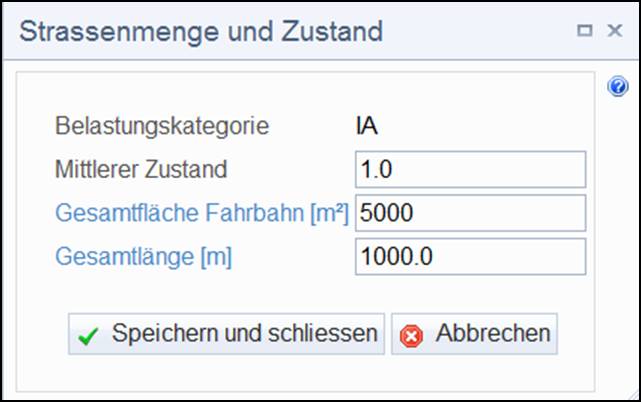 Strassenmenge und Zustand
Belastungskategorie IA
Mittlerer Zustand 1.0
Gesamtfläche Fahrbahn [m²] 5000
Gesamtlänge [m] 1000.0
Speichern und schliessen Abbrechen